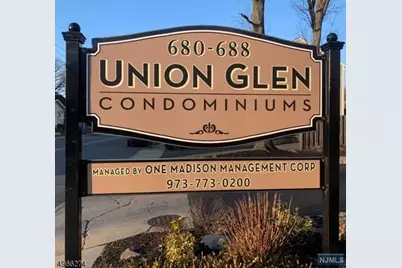 680-688
UNION GLEN
CONDOMINIUMS
MANAGED BY ONE MADISON MANAGEMENT CORP
973-773-0200
NJMLS